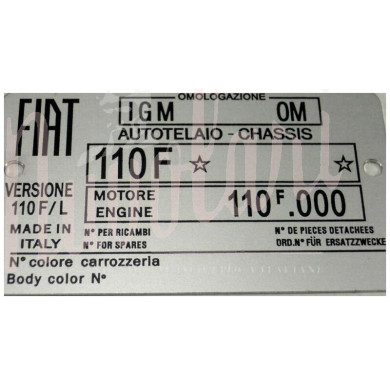 FIAT
OMOLOGAZIONE
IGM OM
AUTOTELAIO - CHASSIS
110F ☆ ☆
VERSIONE
110 F/L
MOTORE
ENGINE 110 F.000
MADE IN
ITALY
N° PER RICAMBI N° DE PIECES DETACHEES
N° FOR SPARES ORD.N° FÜR ERSATZZWECKE
N° colore carrozzeria
Body color N°